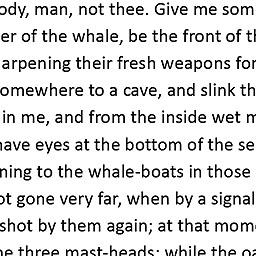 ody, man, not thee. Give me som
er of the whale, be the front of t
arpening their fresh weapons for
omewhere to a cave, and slink th
in me, and from the inside wet m
have eyes at the bottom of the se
ning to the whale-boats in those
ot gone very far, when by a signal
shot by them again; at that mom
he three mast-heads; while the oa